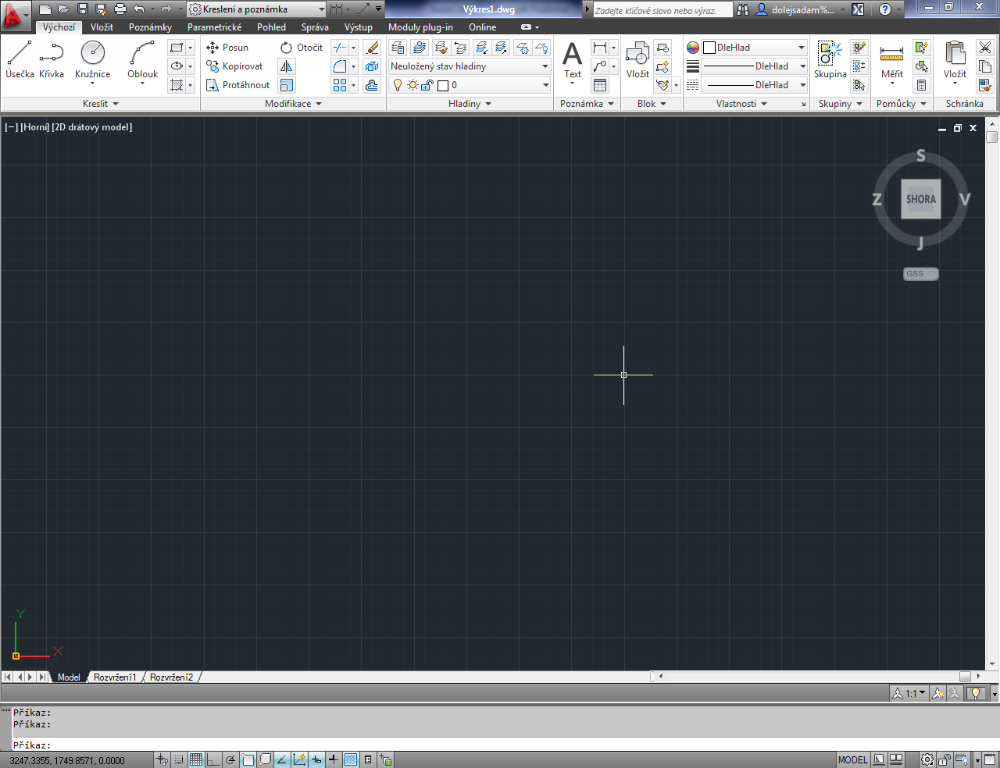 Kreslení a poznámka
Výkres1.dwg
Zadejte klíčové slovo nebo výraz.
dolejsadam%...
Výchozí Vložit Poznámky Parametrické Pohled Správa Výstup Moduly plug-in Online
Úsečka Křivka Kružnice Oblouk
Posun
Otočit
Kopírovat
Protáhnout
Neuložený stav hladiny
0
Text
Vložit
DleHlad
DleHlad
DleHlad
Skupina
Měřit
Vložit
Kreslit Modifikace Hladiny Poznámka Blok Vlastnosti Skupiny Pomůcky Schránka
[−] [Horní] [2D drátový model]
S
Z SHORA V
J
GSS
Y
X
Model Rozvržení1 Rozvržení2
1:1
Příkaz:
Příkaz:
Příkaz:
3247.3355, 1749.8571, 0.0000
MODEL